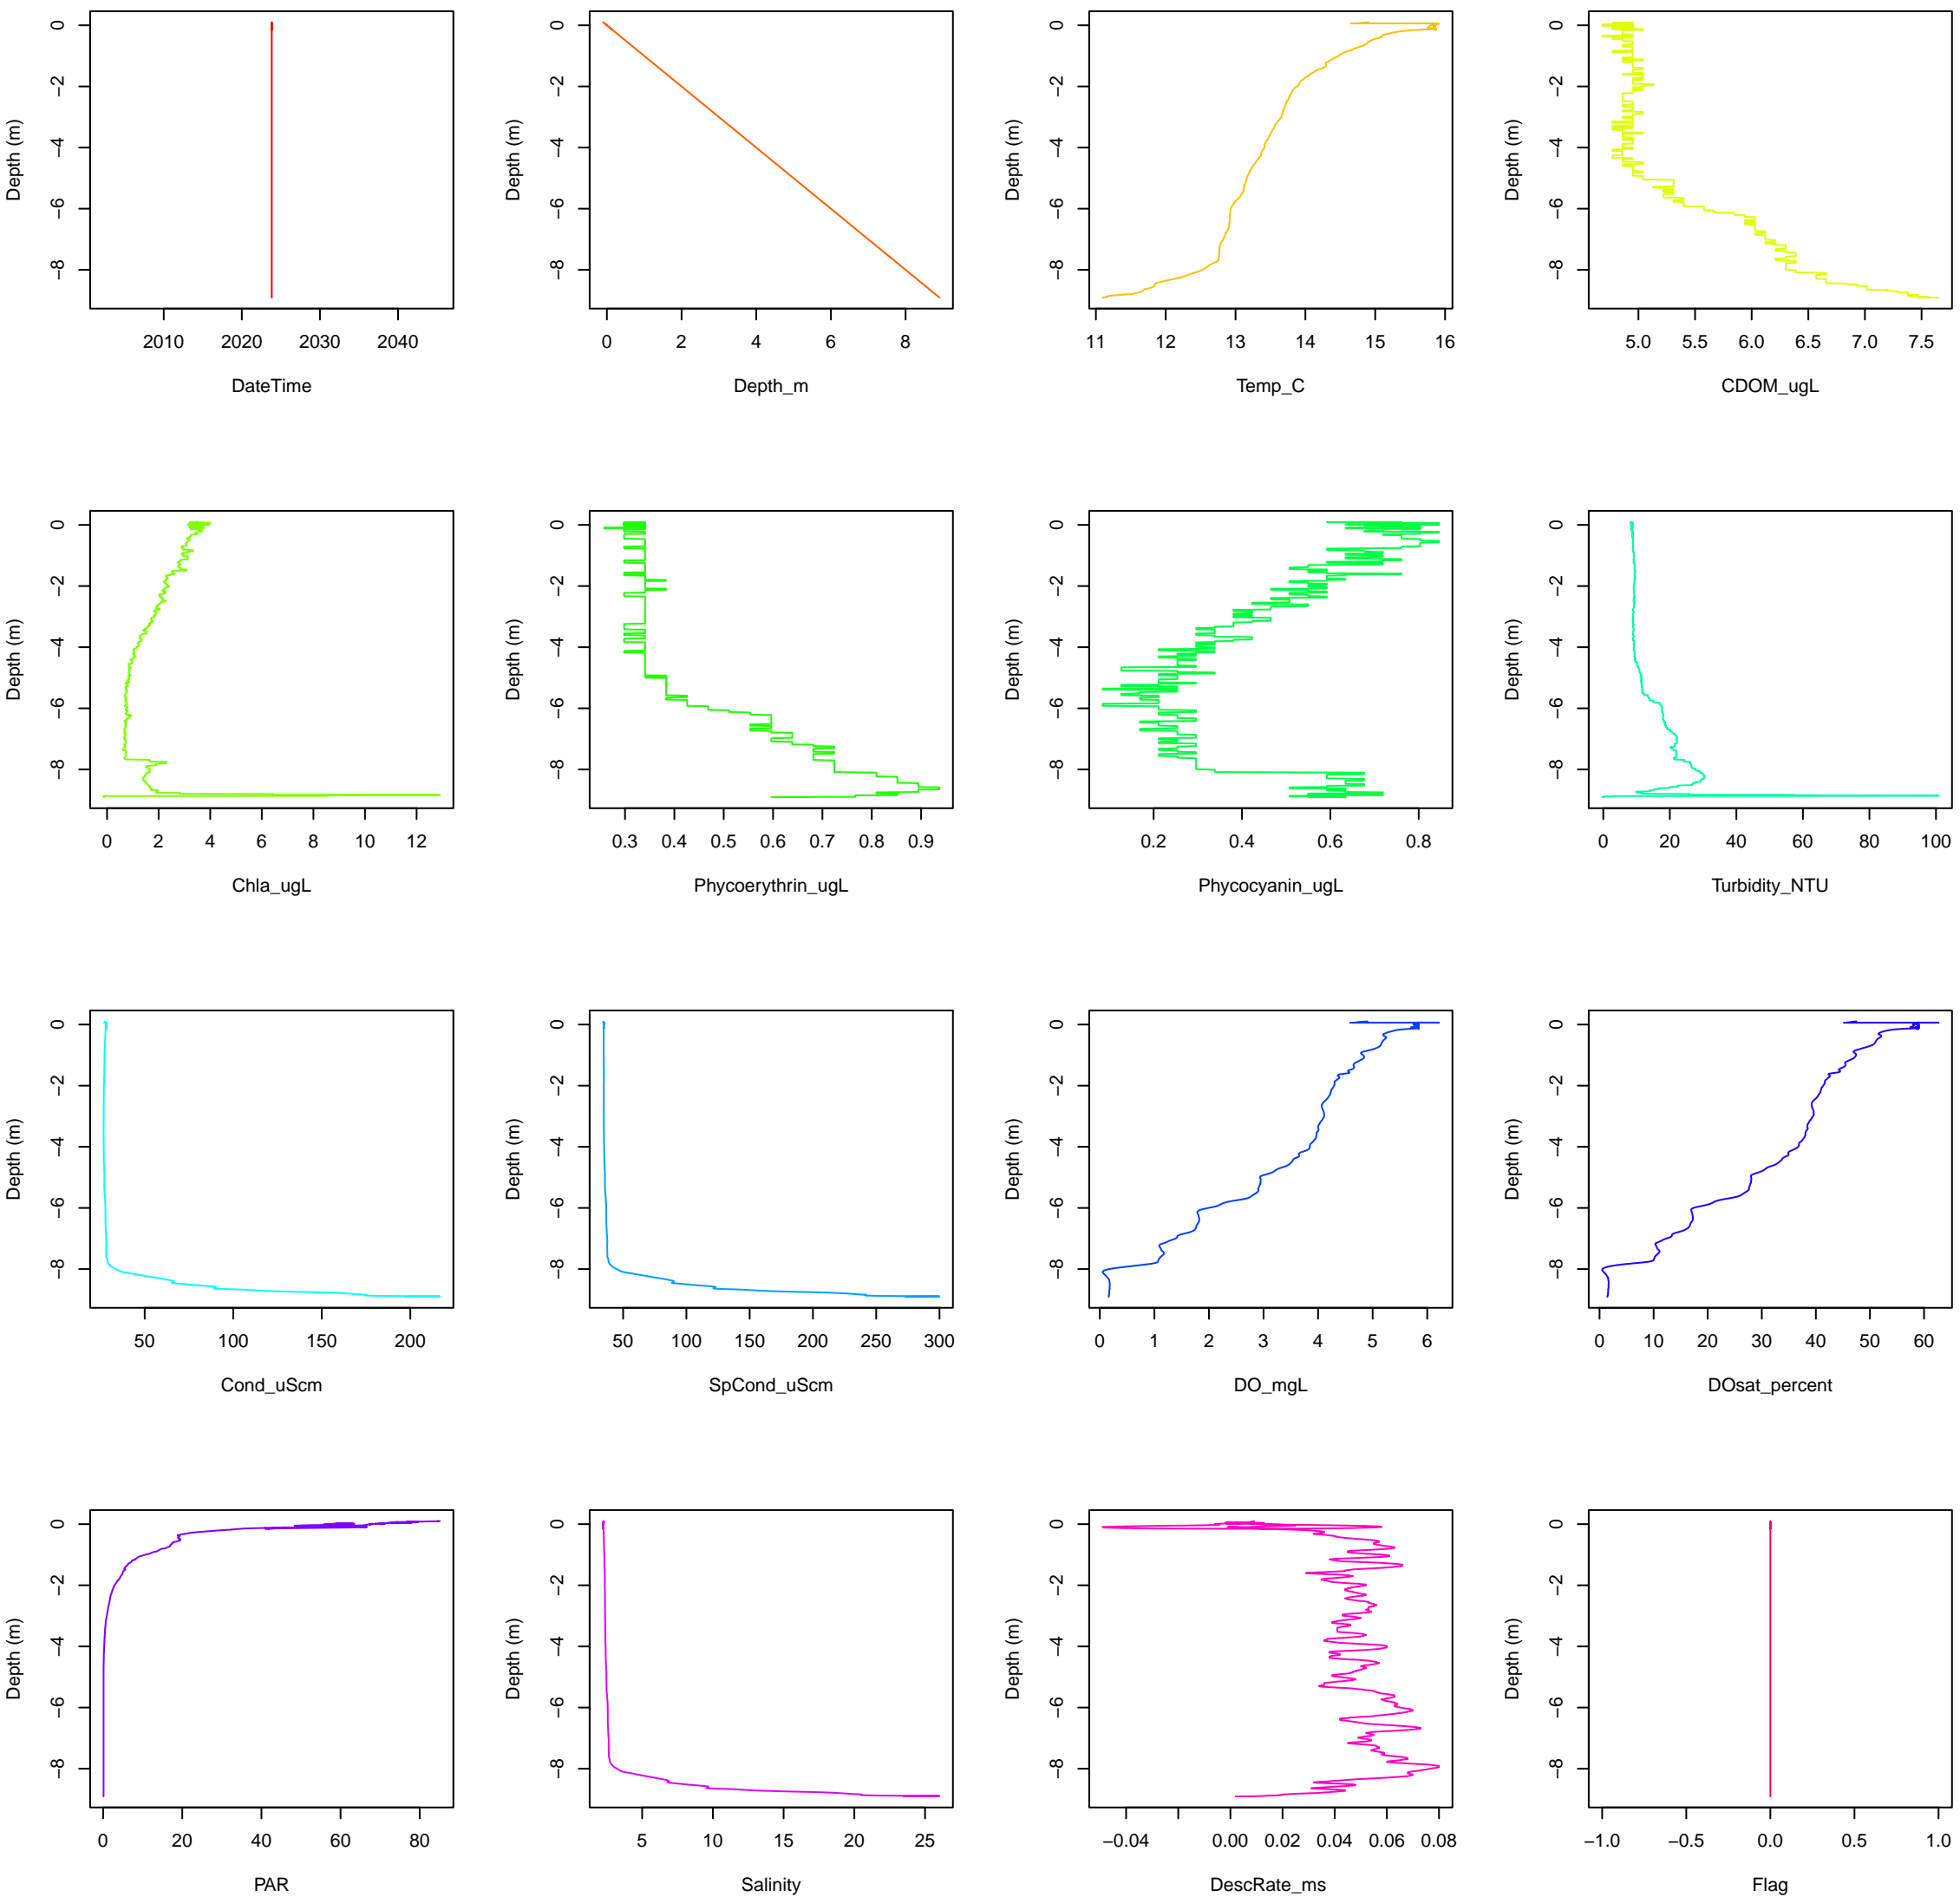 Depth (m)
0
−2
−4
−6
−8
2010 2020 2030 2040
DateTime
Depth (m)
0
−2
−4
−6
−8
0 2 4 6 8
Depth_m
Depth (m)
0
−2
−4
−6
−8
11 12 13 14 15 16
Temp_C
Depth (m)
0
−2
−4
−6
−8
5.0 5.5 6.0 6.5 7.0 7.5
CDOM_ugL
Depth (m)
0
−2
−4
−6
−8
0 2 4 6 8 10 12
Chla_ugL
Depth (m)
0
−2
−4
−6
−8
0.3 0.4 0.5 0.6 0.7 0.8 0.9
Phycoerythrin_ugL
Depth (m)
0
−2
−4
−6
−8
0.2 0.4 0.6 0.8
Phycocyanin_ugL
Depth (m)
0
−2
−4
−6
−8
0 20 40 60 80 100
Turbidity_NTU
Depth (m)
0
−2
−4
−6
−8
50 100 150 200
Cond_uScm
Depth (m)
0
−2
−4
−6
−8
50 100 150 200 250 300
SpCond_uScm
Depth (m)
0
−2
−4
−6
−8
0 1 2 3 4 5 6
DO_mgL
Depth (m)
0
−2
−4
−6
−8
0 10 20 30 40 50 60
DOsat_percent
Depth (m)
0
−2
−4
−6
−8
0 20 40 60 80
PAR
Depth (m)
0
−2
−4
−6
−8
5 10 15 20 25
Salinity
Depth (m)
0
−2
−4
−6
−8
−0.04 0.00 0.02 0.04 0.06 0.08
DescRate_ms
Depth (m)
0
−2
−4
−6
−8
−1.0 −0.5 0.0 0.5 1.0
Flag